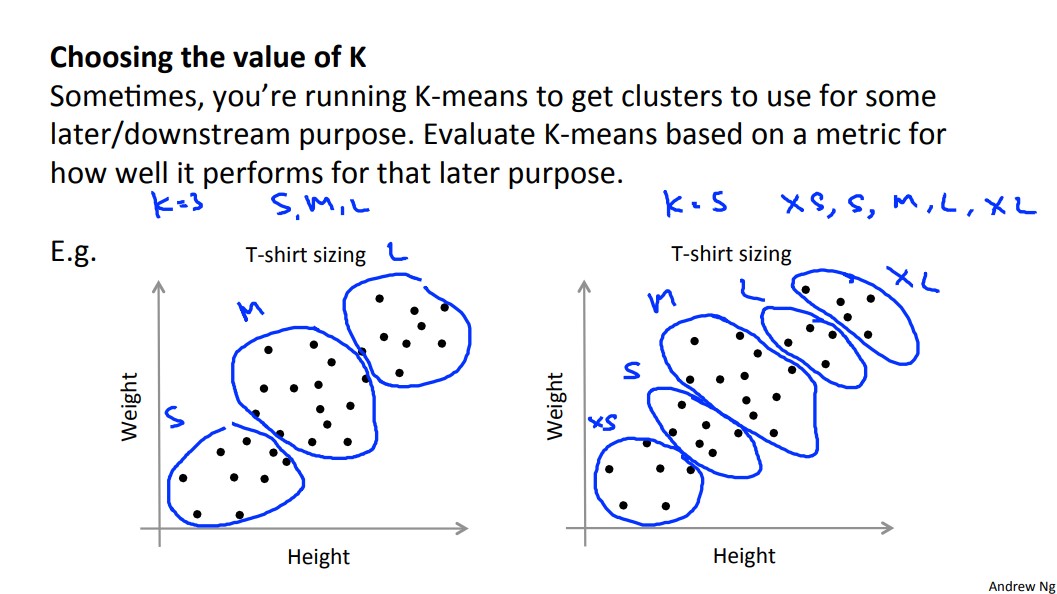 Choosing the value of K
Sometimes, you're running K-means to get clusters to use for some
later/downstream purpose. Evaluate K-means based on a metric for
how well it performs for that later purpose.
K=3 S,M,L
K=5 XS, S, M, L, XL
E.g.
T-shirt sizing
L
M
S
Weight
Height
T-shirt sizing
XL
L
M
S
XS
Weight
Height
Andrew Ng